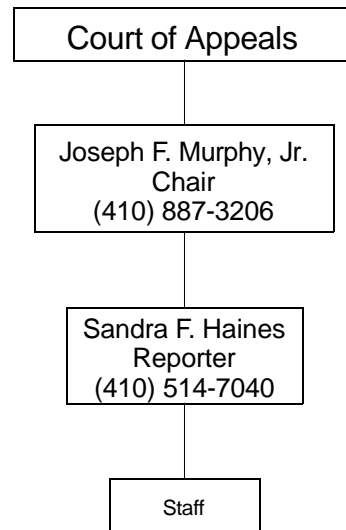 Court of Appeals
Joseph F. Murphy, Jr.
Chair
(410) 887-3206
Sandra F. Haines
Reporter
(410) 514-7040
Staff